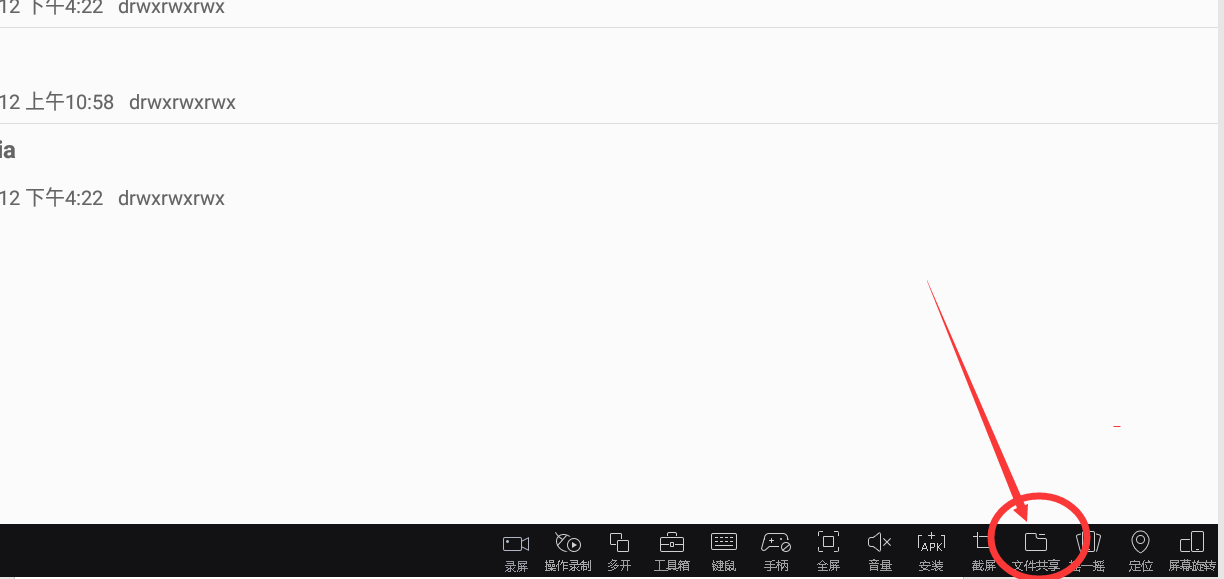 12 下午4:22 drwxrwxrwx
12 上午10:58 drwxrwxrwx
ia
12 下午4:22 drwxrwxrwx
APK
录屏 操作录制 多开 工具箱 键鼠 手柄 全屏 音量 安装 截屏 文件共享 摇一摇 定位 屏幕旋转